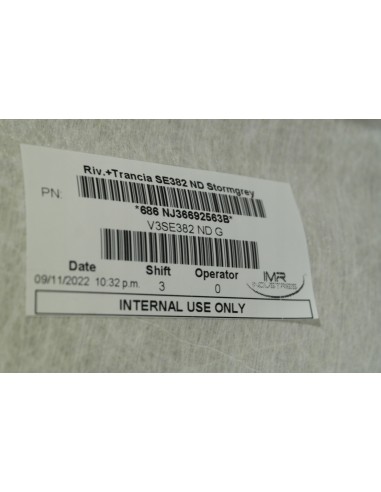 Riv.+Trancia SE382 ND Stormgrey
PN:
*686 NJ36692563B*
V3SE382 ND G
Date Shift Operator
09/11/2022 10:32 p.m. 3 0
IMR
INDUSTRIES
INTERNAL USE ONLY